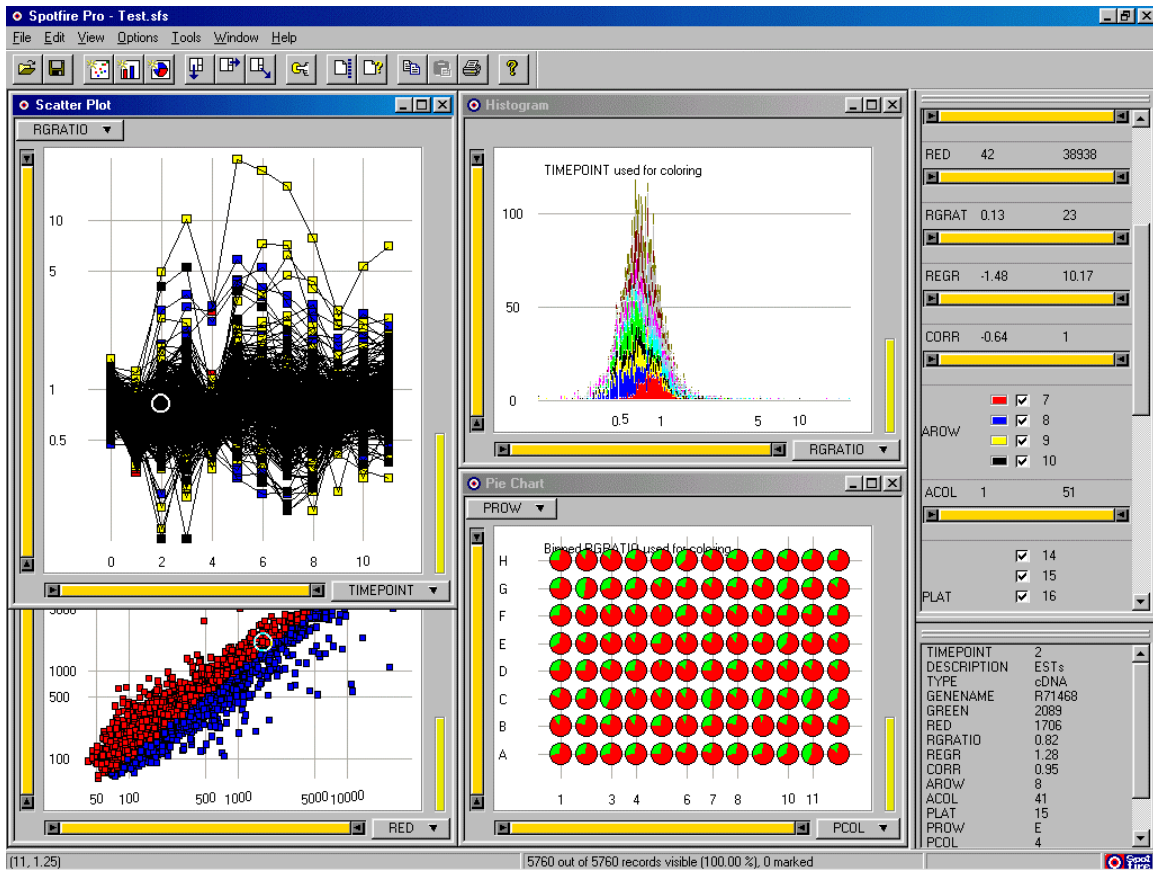 Spotfire Pro - Test.sfs
File Edit View Options Tools Window Help
Scatter Plot
RGRATIO
10
5
1
0.5
0 2 4 6 8 10
TIMEPOINT
1000
500
100
50 100 500 1000 5000 10000
RED
Histogram
TIMEPOINT used for coloring
100
50
0
0.5 1 5 10
RGRATIO
Pie Chart
PROW
Binned RGRATIO used for coloring
H
G
F
E
D
C
B
A
1 3 4 6 7 8 10 11
PCOL
RED 42 38938
RGRAT 0.13 23
REGR -1.48 10.17
CORR -0.64 1
7
8
AROW 9
10
ACOL 1 51
14
15
PLAT 16
TIMEPOINT 2
DESCRIPTION ESTs
TYPE cDNA
GENENAME R71468
GREEN 2089
RED 1706
RGRATIO 0.82
REGR 1.28
CORR 0.95
AROW 8
ACOL 41
PLAT 15
PROW E
PCOL 4
(11, 1.25) 5760 out of 5760 records visible (100.00 %), 0 marked
Spotfire